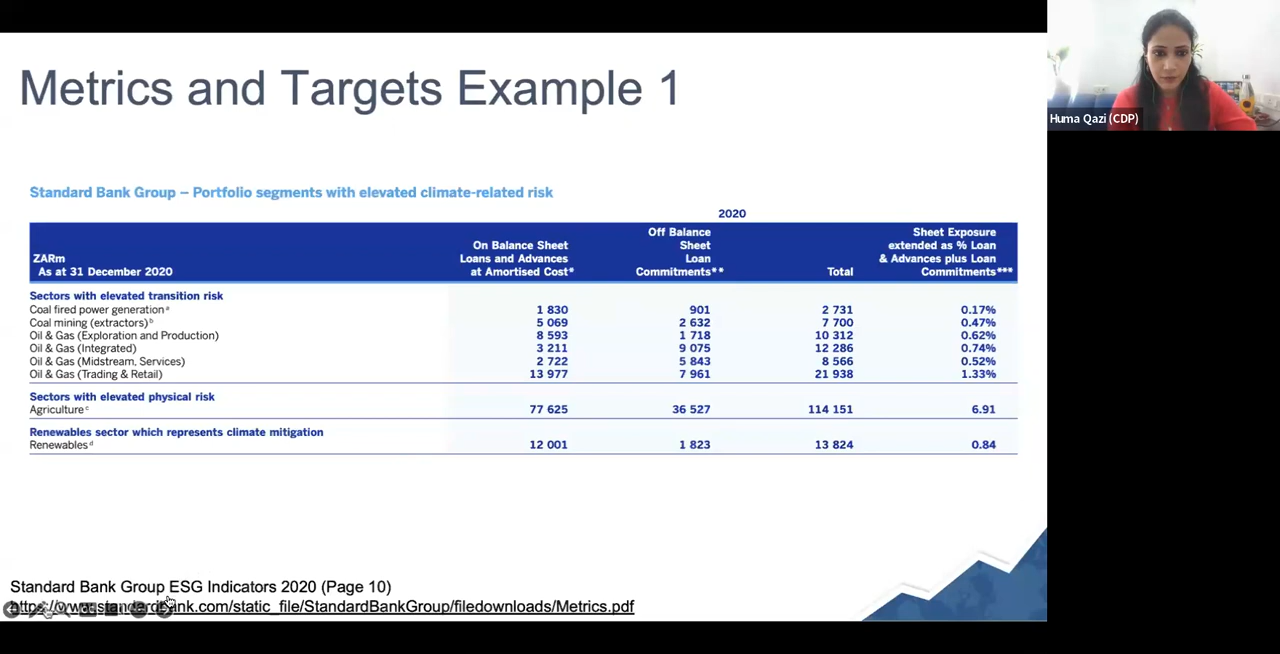 Metrics and Targets Example 1
Huma Qazi (CDP)
Standard Bank Group – Portfolio segments with elevated climate-related risk
2020
ZARm
As at 31 December 2020
On Balance Sheet
Loans and Advances
at Amortised Cost*
Off Balance
Sheet
Loan
Commitments**
Total
Sheet Exposure
extended as % Loan
& Advances plus Loan
Commitments***
Sectors with elevated transition risk
Coal fired power generation a 1 830 901 2 731 0.17%
Coal mining (extractors) b 5 069 2 632 7 700 0.47%
Oil & Gas (Exploration and Production) 8 593 1 718 10 312 0.62%
Oil & Gas (Integrated) 3 211 9 075 12 286 0.74%
Oil & Gas (Midstream, Services) 2 722 5 843 8 566 0.52%
Oil & Gas (Trading & Retail) 13 977 7 961 21 938 1.33%
Sectors with elevated physical risk
Agriculture c 77 625 36 527 114 151 6.91
Renewables sector which represents climate mitigation
Renewables d 12 001 1 823 13 824 0.84
Standard Bank Group ESG Indicators 2020 (Page 10)
.com/static_file/StandardBankGroup/filedownloads/Metrics.pdf